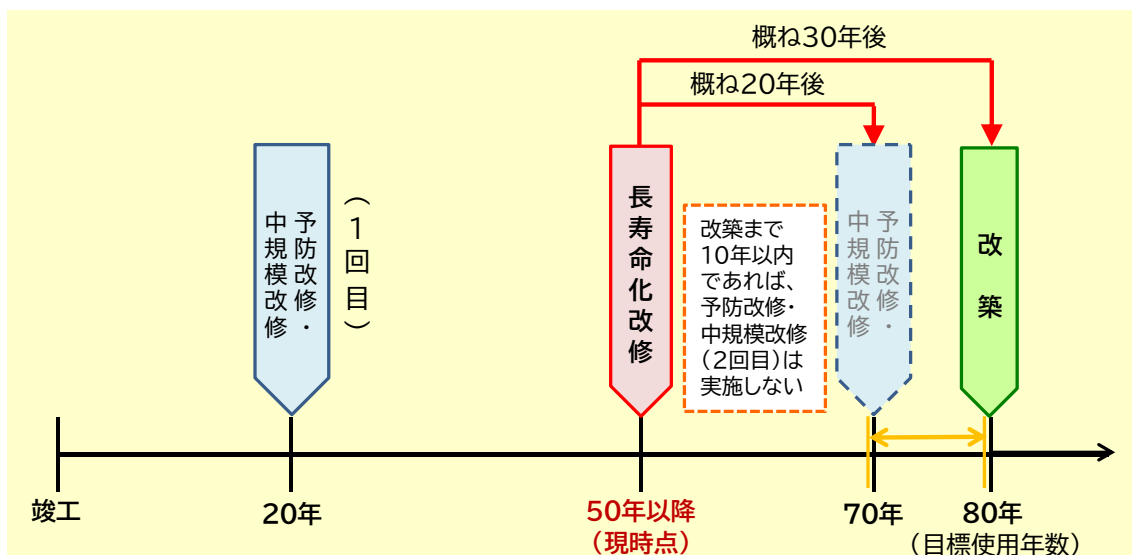 概ね30年後
概ね20年後
予防改修・
中規模改修
（1回目）
長寿命化改修
改築まで
10年以内
であれば、
予防改修・
中規模改修
（2回目）は
実施しない
予防改修・
中規模改修
改築
竣工
20年
50年以降
（現時点）
70年
80年
（目標使用年数）